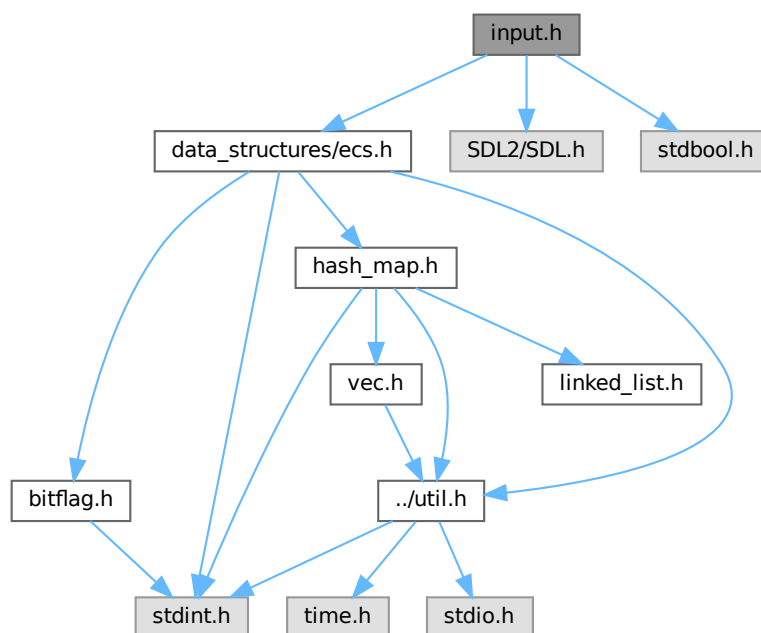 input.h
data_structures/ecs.h
SDL2/SDL.h
stdbool.h
hash_map.h
vec.h
linked_list.h
bitflag.h
../util.h
stdint.h
time.h
stdio.h